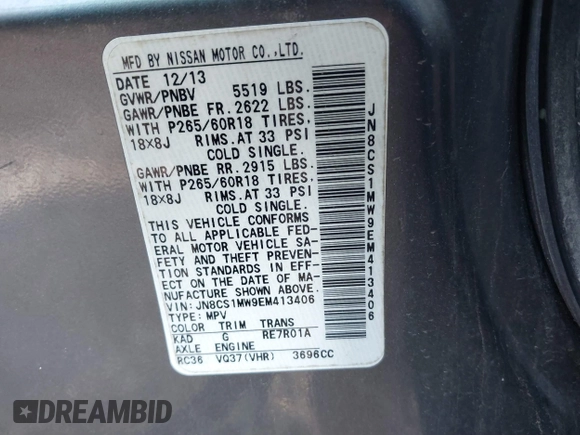 MFD BY NISSAN MOTOR CO.,LTD.
DATE 12/13
GVWR/PNBV 5519 LBS.
GAWR/PNBE FR. 2622 LBS.
WITH P265/60R18 TIRES,
18X8J RIMS.AT 33 PSI
COLD SINGLE.
GAWR/PNBE RR. 2915 LBS.
WITH P265/60R18 TIRES,
18X8J RIMS.AT 33 PSI
COLD SINGLE.
THIS VEHICLE CONFORMS
TO ALL APPLICABLE FED-
ERAL MOTOR VEHICLE SA-
FETY AND THEFT PREVEN-
TION STANDARDS IN EFF-
ECT ON THE DATE OF MA-
NUFACTURE SHOWN ABOVE.
VIN: JN8CS1MW9EM413406
TYPE: MPV
COLOR TRIM TRANS
KAD G RE7R01A
AXLE ENGINE
RC36 VQ37(VHR) 3696CC
JN8CS1MW9EM413406
DREAMBID